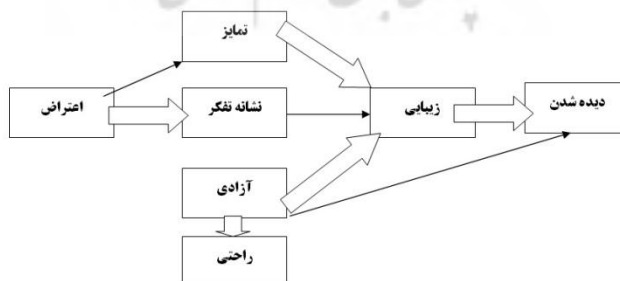 تمایز
اعتراض
نشانه تفکر
زیبایی
دیده شدن
آزادی
راحتی